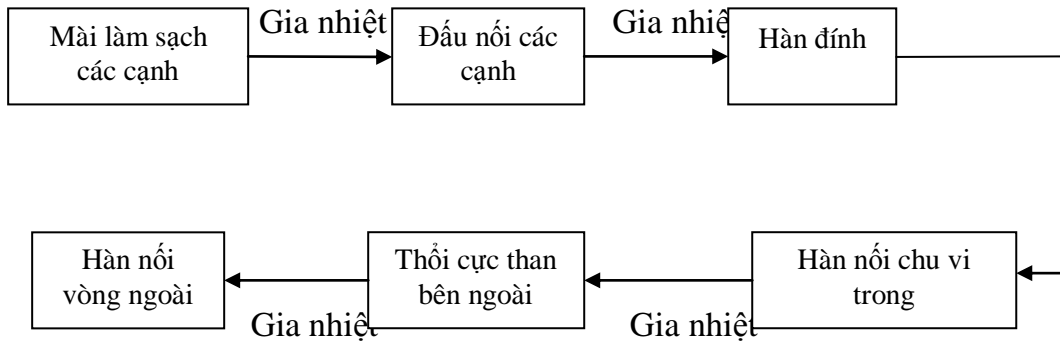 Mài làm sạch
các cạnh
Gia nhiệt
Đấu nối các
cạnh
Gia nhiệ
Hàn đính
Hàn nối
vòng ngoài
Gia nhiệt
Thổi cực than
bên ngoài
Gia nhiệt
Hàn nối chu vi
trong